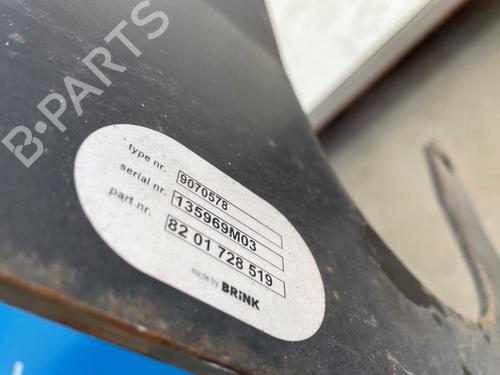 B-PARTS
type nr. 9070578
serial nr. 135969M03
part nr. 82 01 728 519
made by BRINK